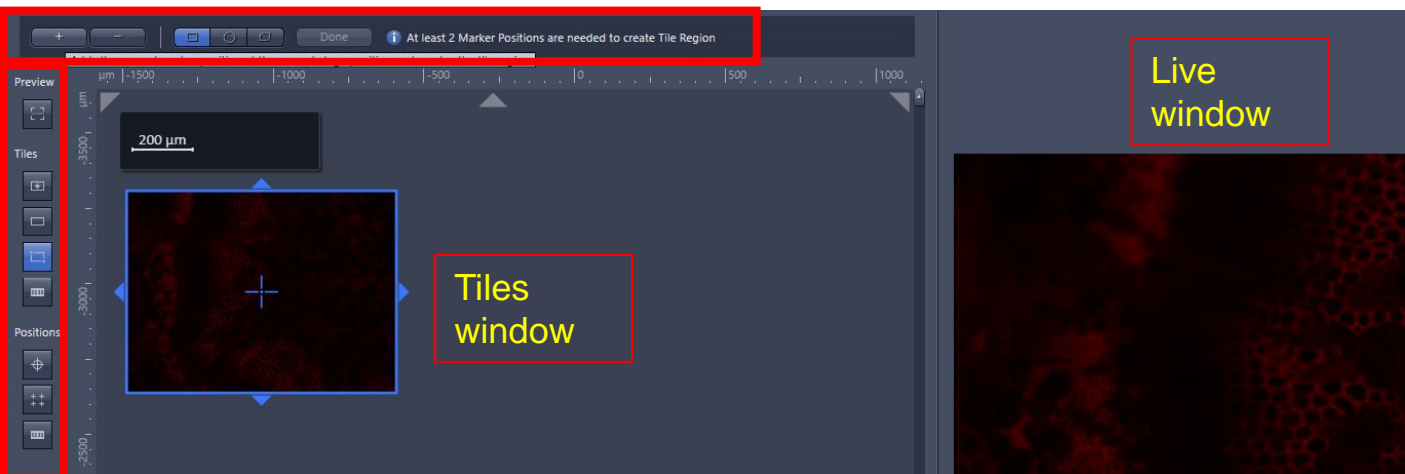 + − Done At least 2 Marker Positions are needed to create Tile Region
Preview
µm -1500 -1000 -500 0 500 1000
µm
200 µm
-3500
Tiles
-3000
Positions
-2500
Tiles
window
Live
window